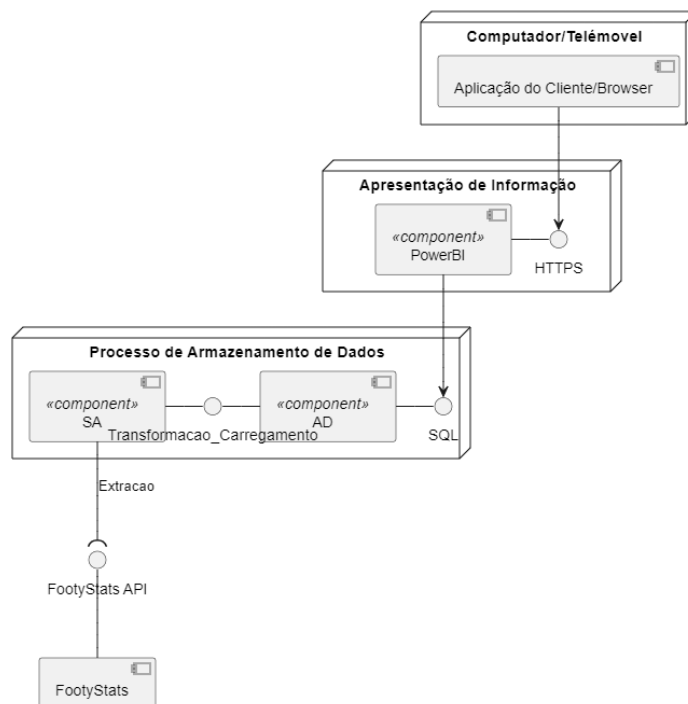 Computador/Telémovel
Aplicação do Cliente/Browser
Apresentação de Informação
«component»
PowerBI
HTTPS
Processo de Armazenamento de Dados
«component»
SA
Transformacao_Carregamento
«component»
AD
SQL
Extracao
FootyStats API
FootyStats